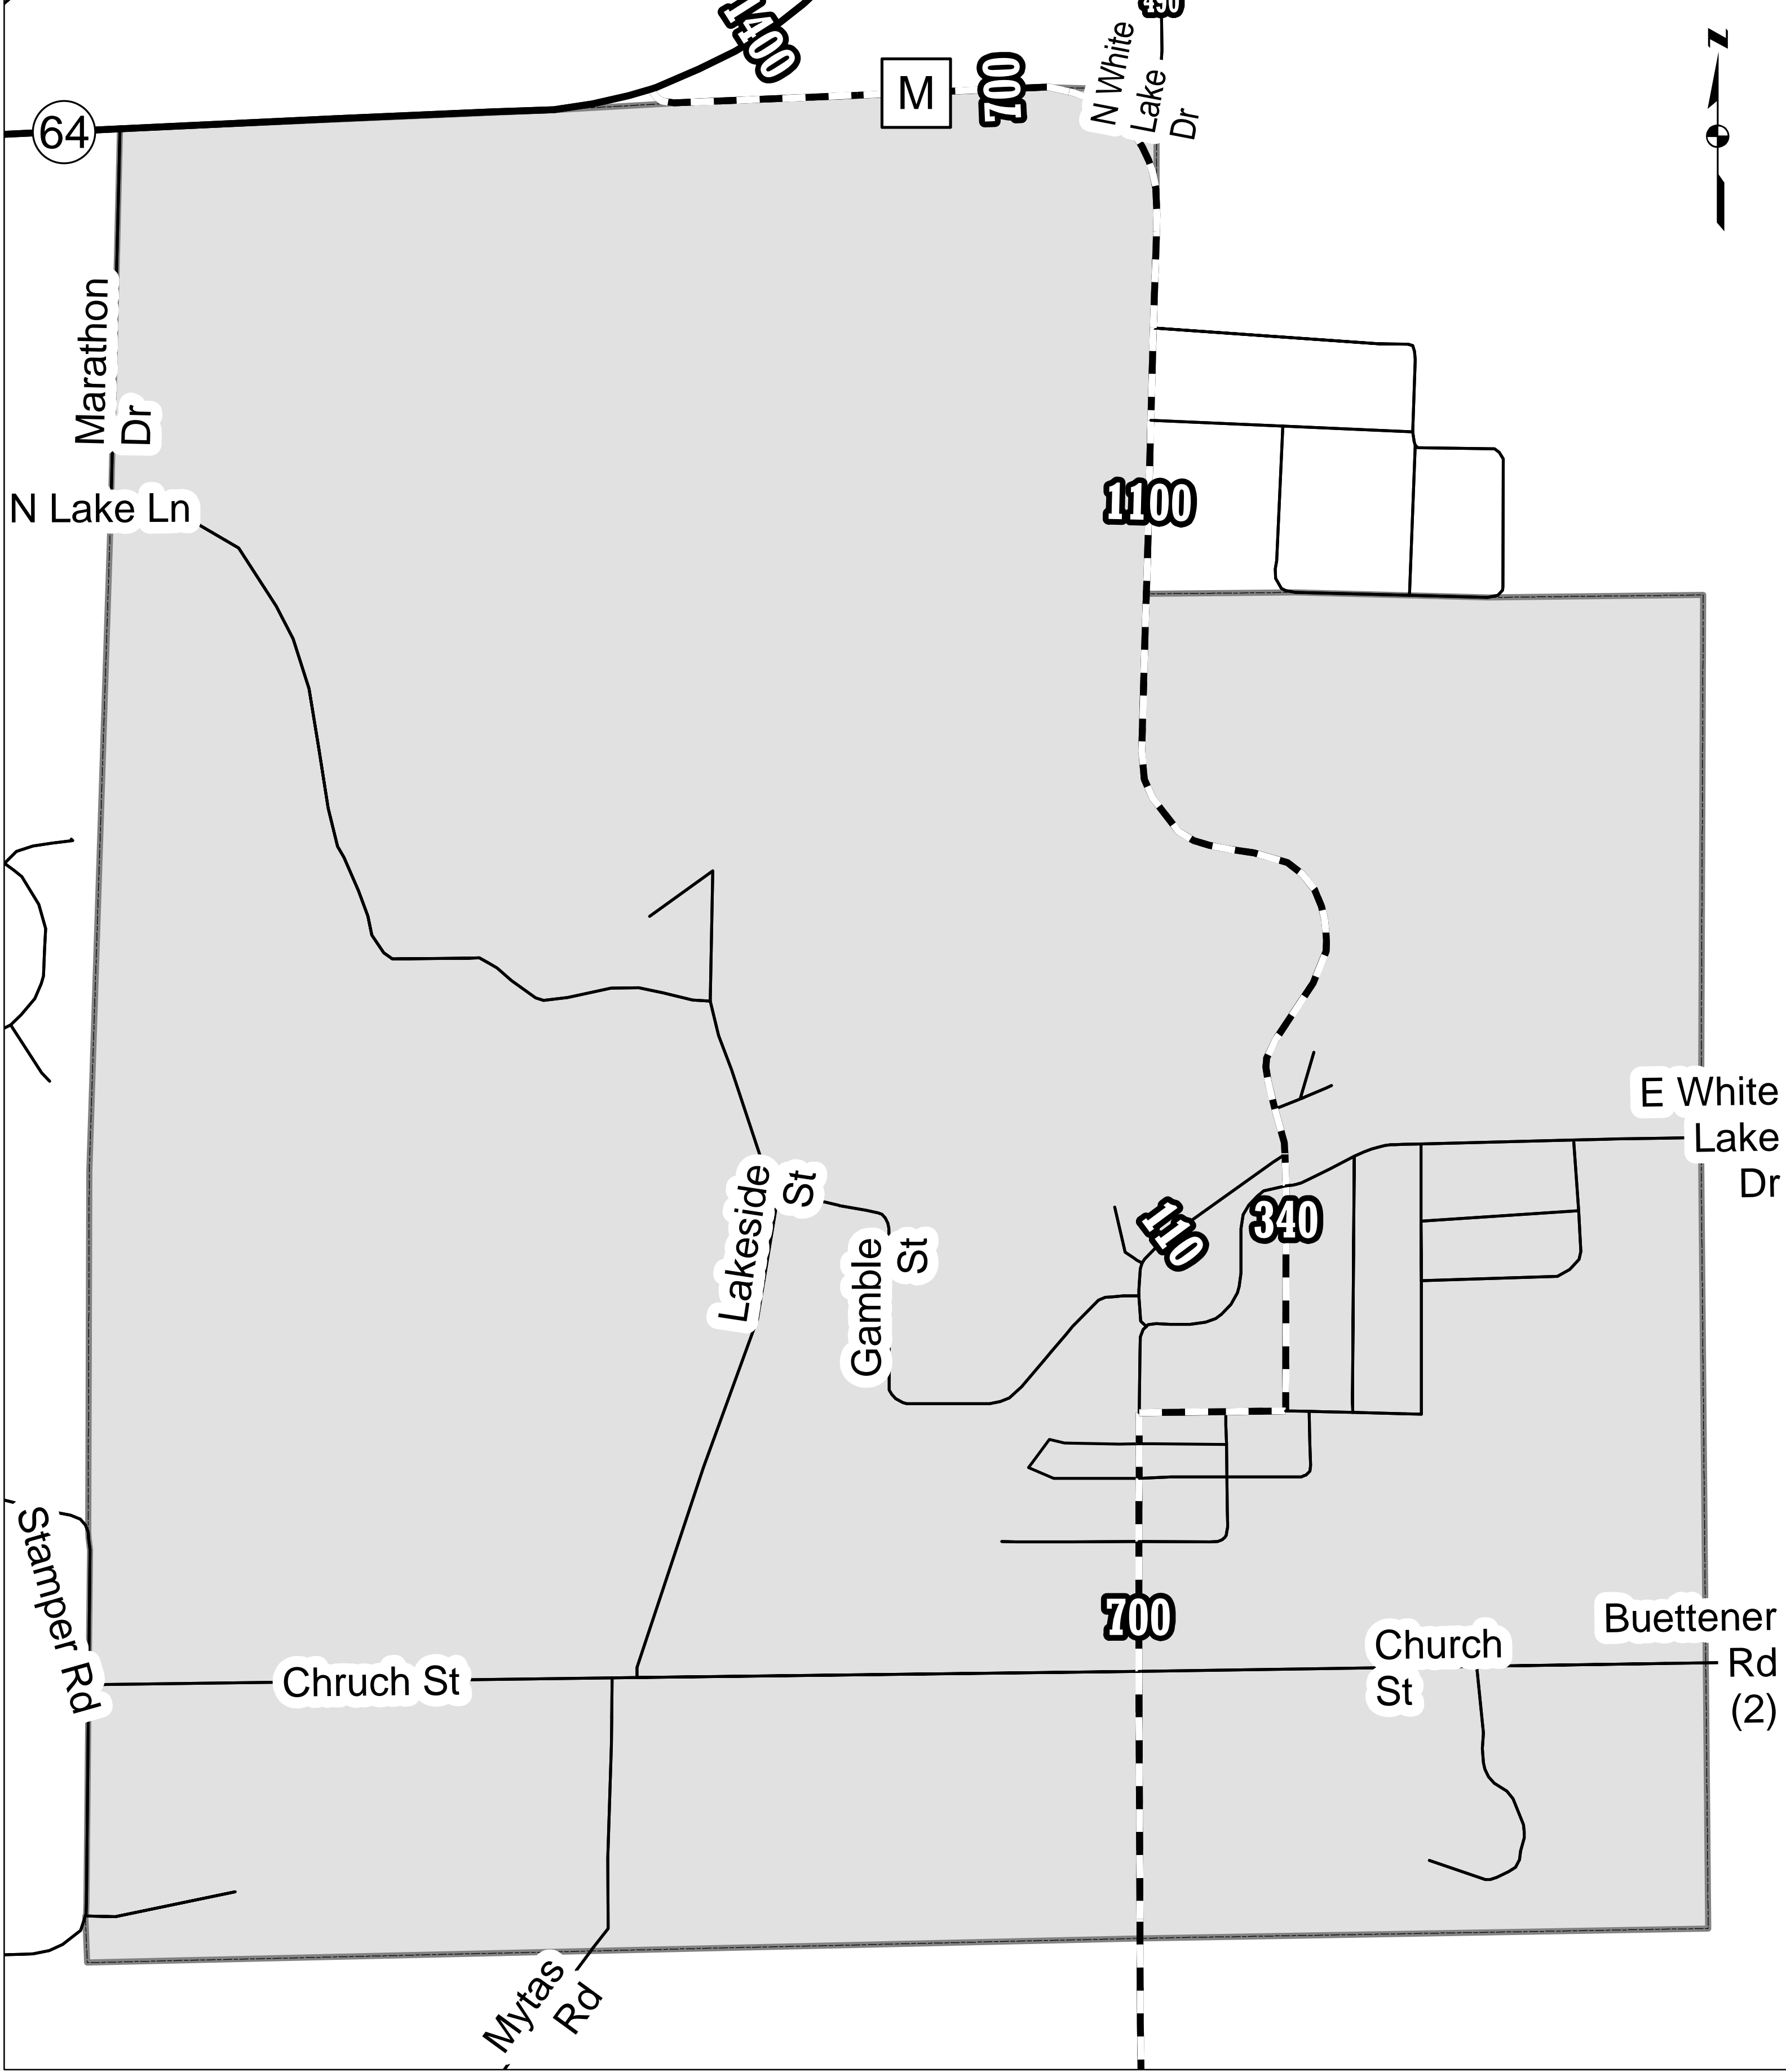 1400
490
N White
Lake
Dr
M
700
N
64
Marathon
Dr
N Lake Ln
1100
E White
Lake
Dr
Lakeside
St
Gamble
St
110
340
Stamper Rd
700
Buettener
Rd
(2)
Church
St
Chruch St
Mytas
Rd